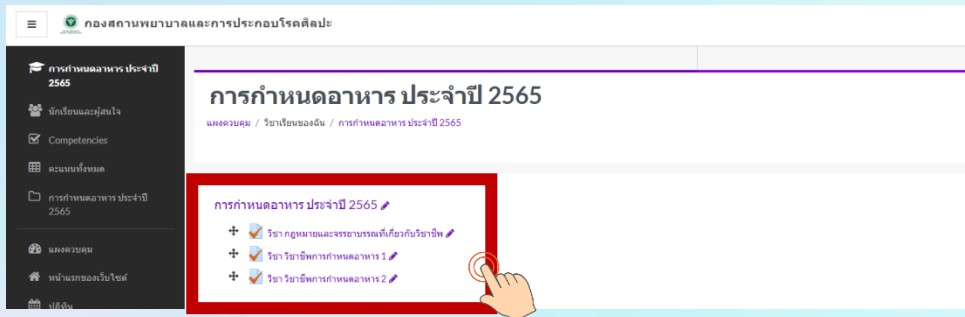 กองสถานพยาบาลและการประกอบโรคศิลปะ
การกำหนดอาหาร ประจำปี
2565
นักเรียนและผู้สนใจ
Competencies
คะแนนทั้งหมด
การกำหนดอาหาร ประจำปี
2565
แผงควบคุม
หน้าแรกของเว็บไซต์
ปฏิทิน
การกำหนดอาหาร ประจำปี 2565
แผงควบคุม / วิชาเรียนของฉัน / การกำหนดอาหาร ประจำปี 2565
การกำหนดอาหาร ประจำปี 2565
วิชา กฎหมายและจรรยาบรรณที่เกี่ยวกับวิชาชีพ
วิชา วิชาชีพการกำหนดอาหาร 1
วิชา วิชาชีพการกำหนดอาหาร 2